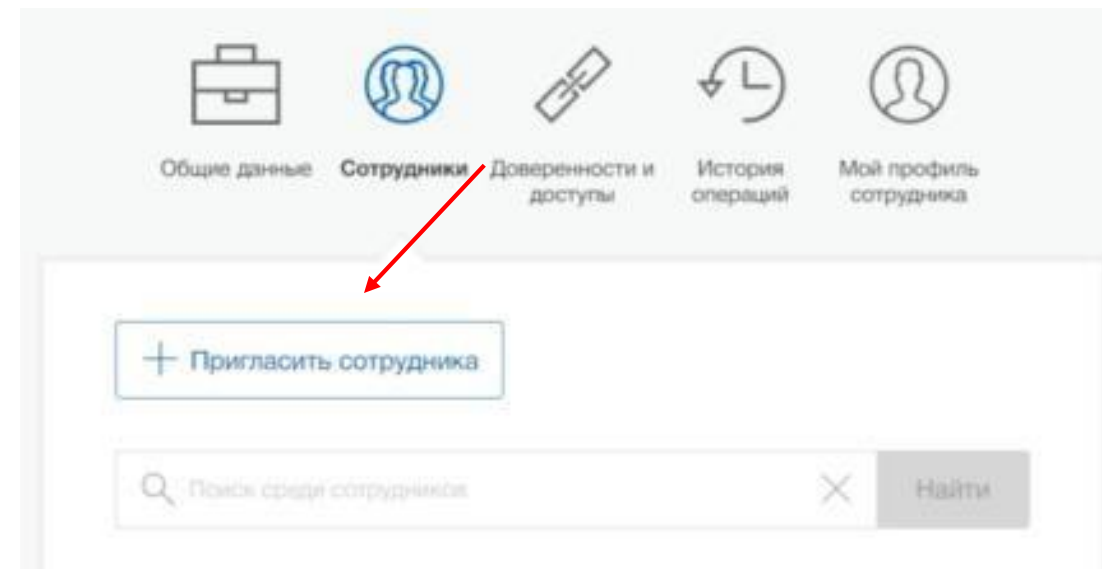 Общие данные
Сотрудники
Доверенности и
доступы
История
операций
Мой профиль
сотрудника
Пригласить сотрудника
Поиск среди сотрудников
Найти